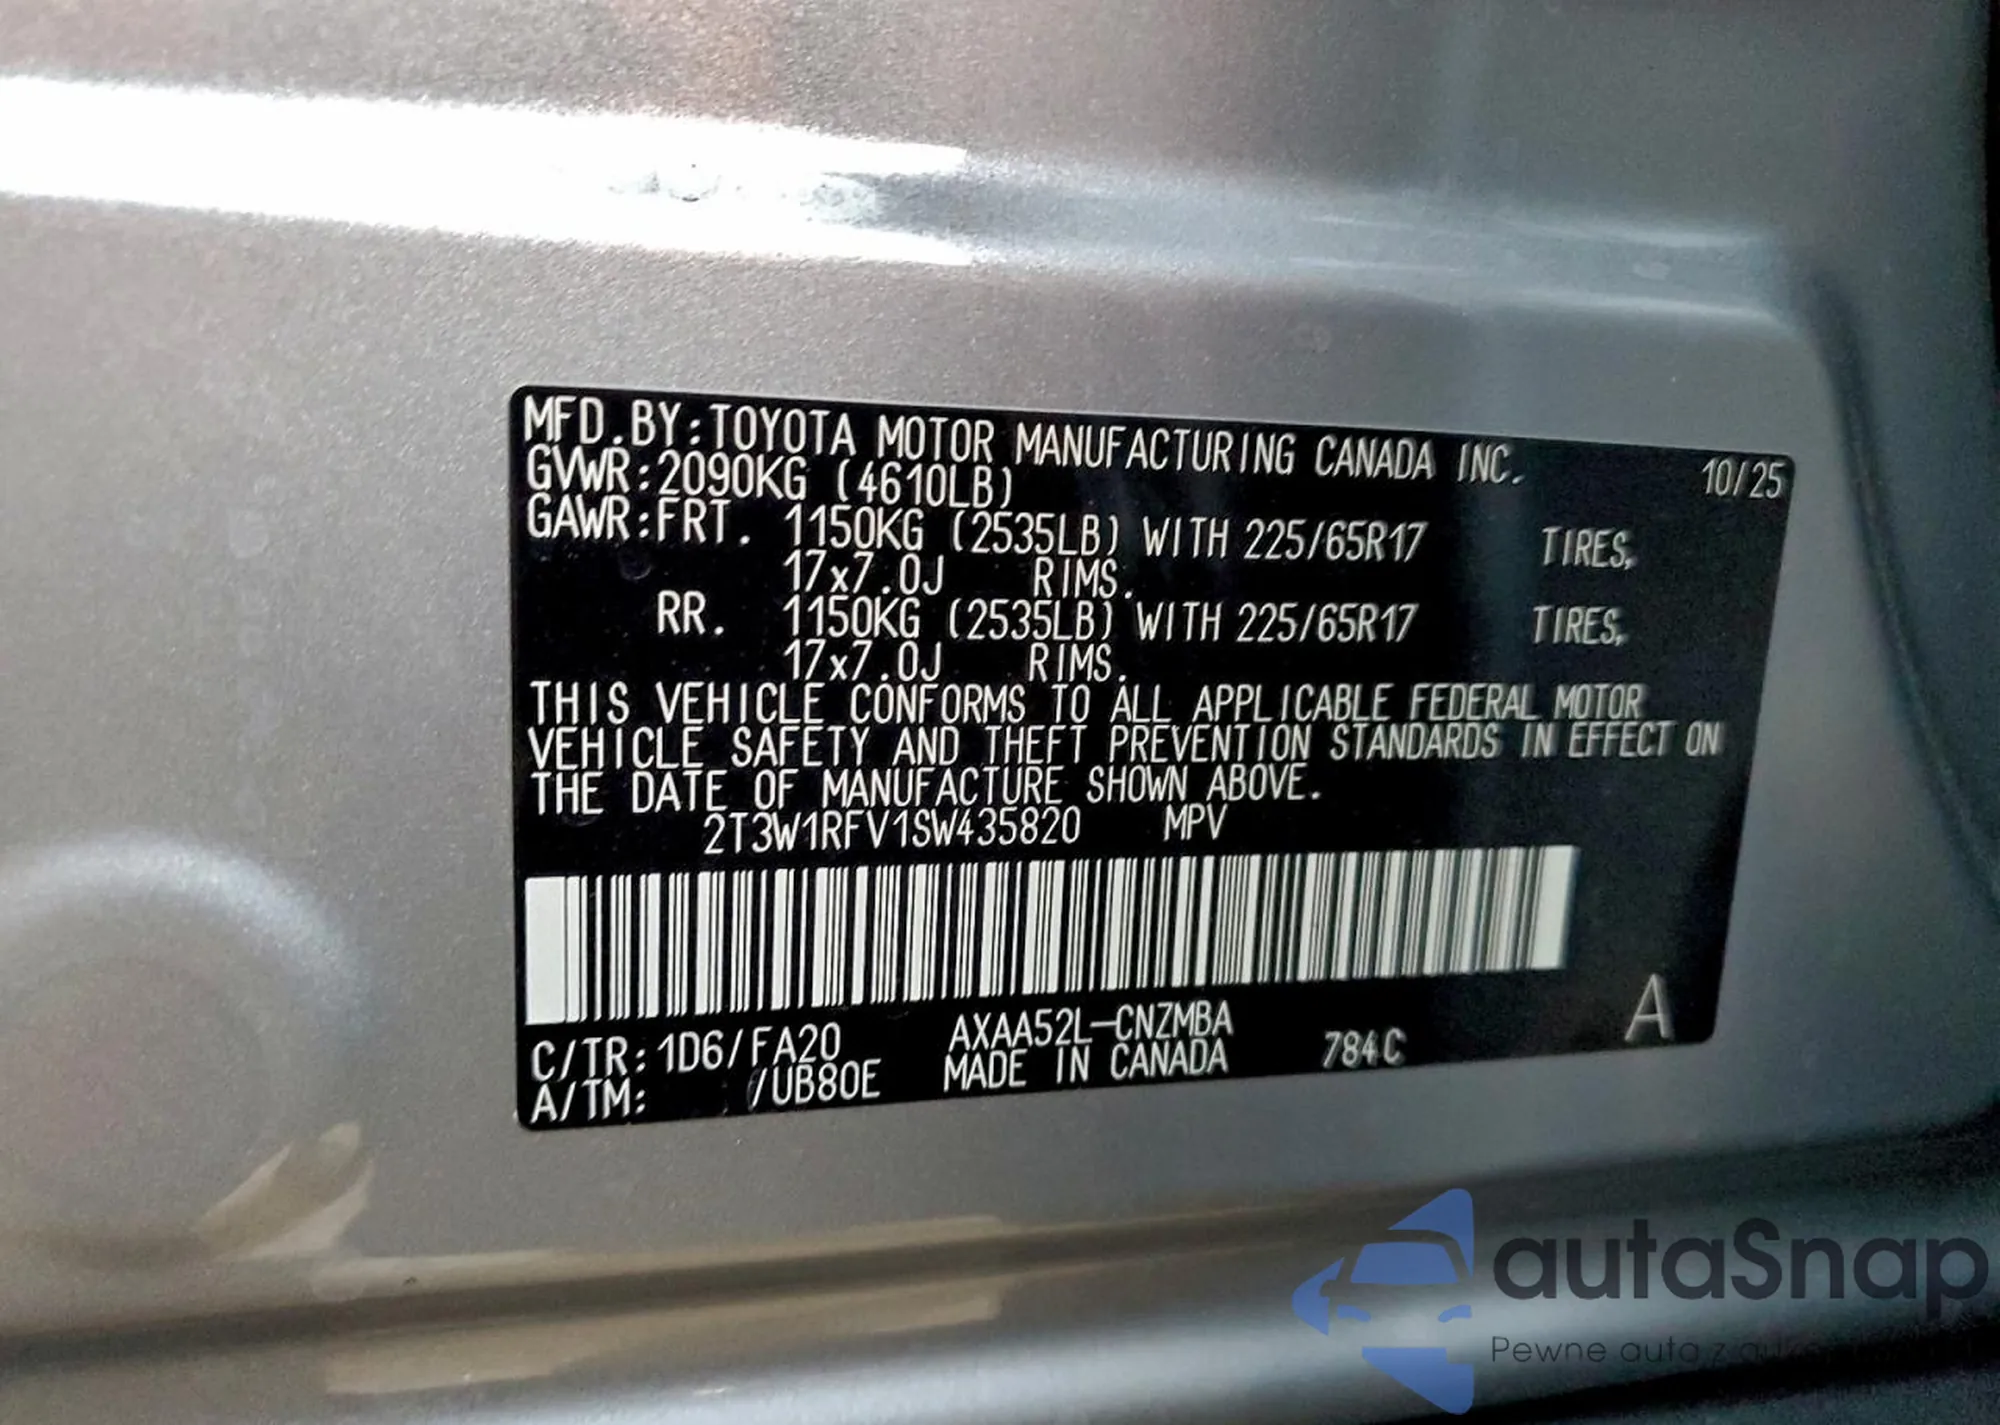 MFD.BY:TOYOTA MOTOR MANUFACTURING CANADA INC. 10/25
GVWR:2090KG (4610LB)
GAWR:FRT. 1150KG (2535LB) WITH 225/65R17 TIRES,
17x7.0J RIMS.
RR. 1150KG (2535LB) WITH 225/65R17 TIRES,
17x7.0J RIMS.
THIS VEHICLE CONFORMS TO ALL APPLICABLE FEDERAL MOTOR
VEHICLE SAFETY AND THEFT PREVENTION STANDARDS IN EFFECT ON
THE DATE OF MANUFACTURE SHOWN ABOVE.
2T3W1RFV1SW435820 MPV
A
C/TR: 1D6/FA20 AXAA52L-CNZMBA 784C
A/TM: /UB80E MADE IN CANADA
autaSnap
Pewne auta z